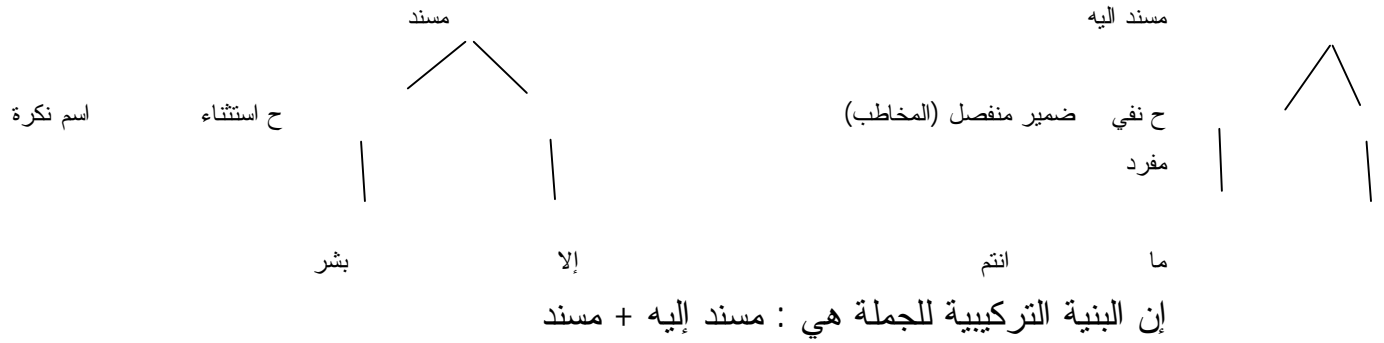 مسند اليه مسند
ح نفي ضمير منفصل (المخاطب) ح استثناء اسم نكرة
مفرد
ما انتم إلا بشر
إن البنية التركيبية للجملة هي : مسند إليه + مسند